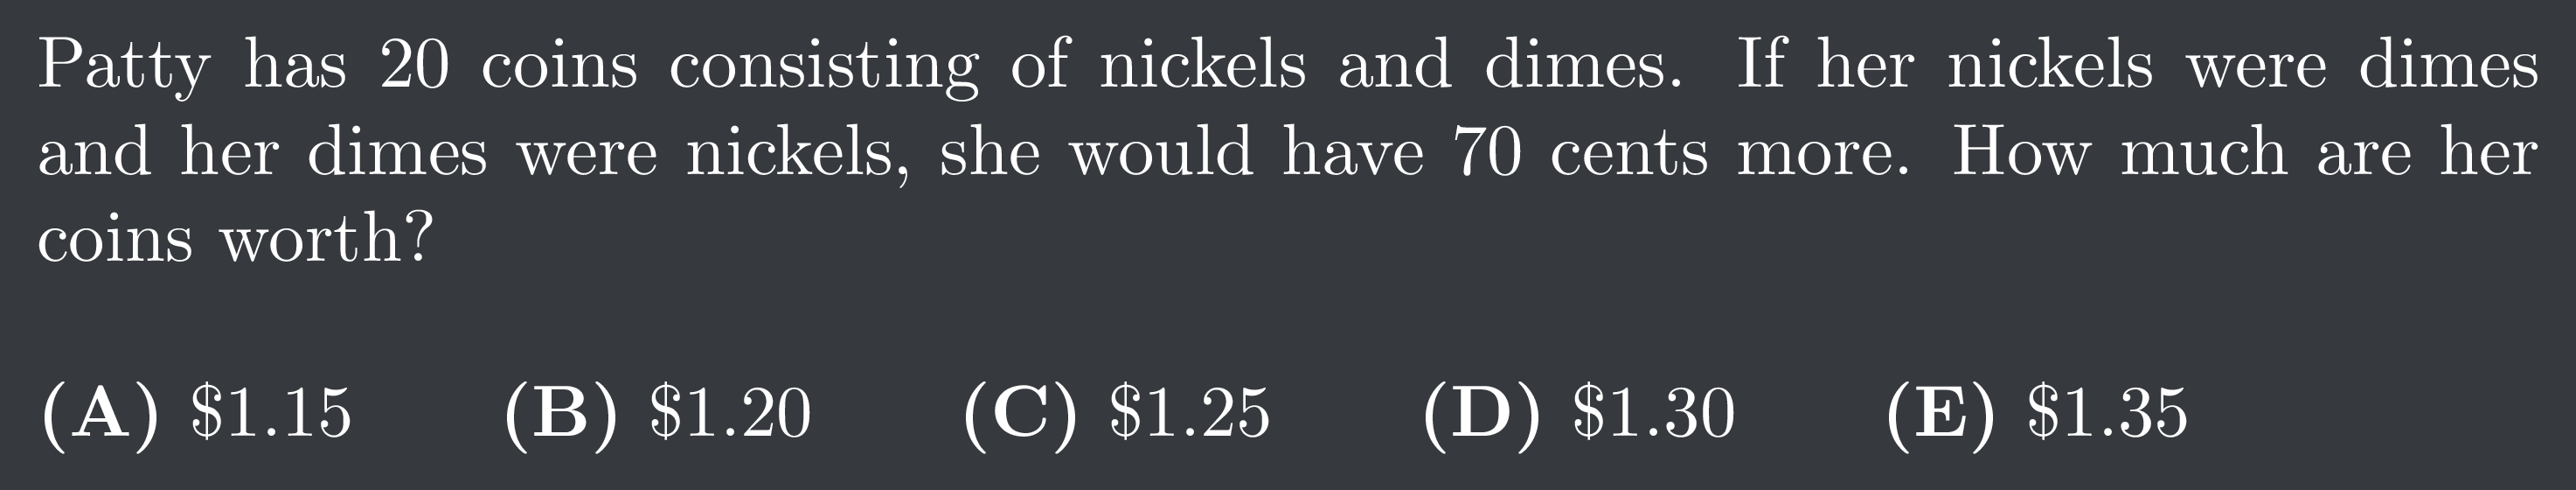 Patty has 20 coins consisting of nickels and dimes. If her nickels were dimes
and her dimes were nickels, she would have 70 cents more. How much are her
coins worth?
(A) $1.15 (B) $1.20 (C) $1.25 (D) $1.30 (E) $1.35